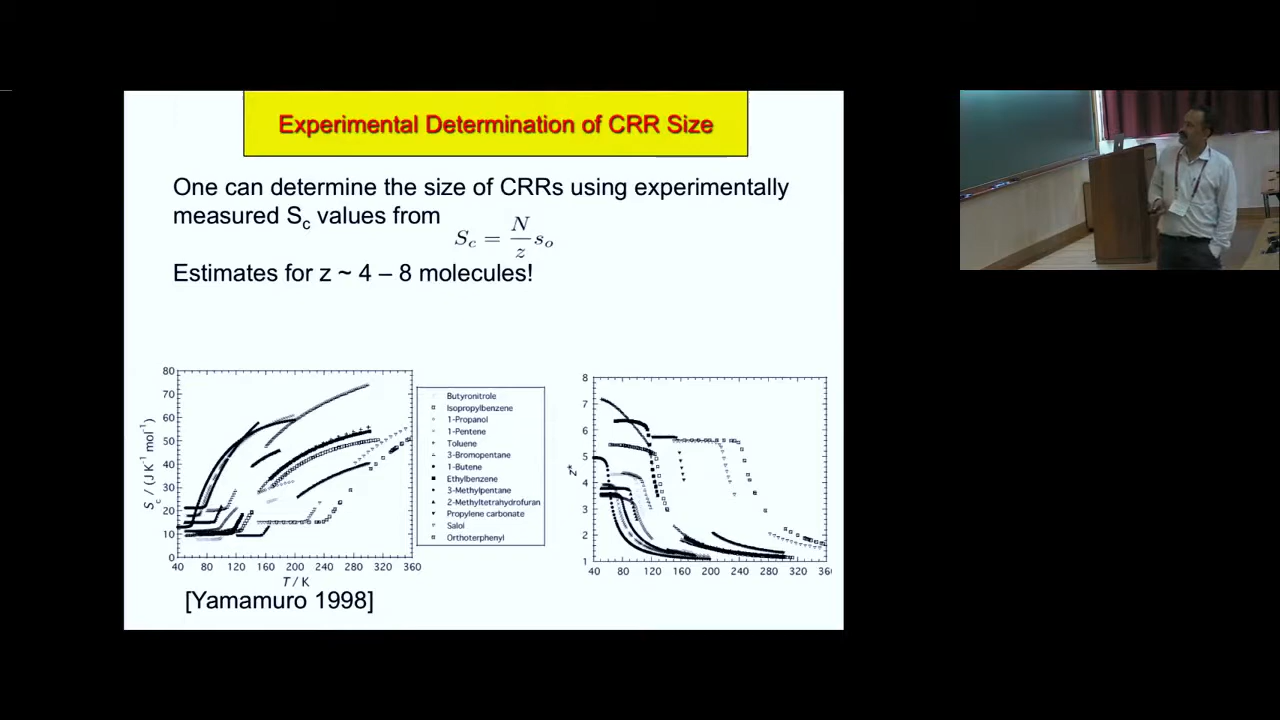 Experimental Determination of CRR Size
One can determine the size of CRRs using experimentally
measured Sc values from
Sc = N/z so
Estimates for z ~ 4 – 8 molecules!
80
70
60
50
40
30
20
10
0
Sc / (J K⁻¹ mol⁻¹)
40 80 120 160 200 240 280 320 360
T / K
Butyronitrole
Isopropylbenzene
1-Propanol
1-Pentene
Toluene
3-Bromopentane
1-Butene
Ethylbenzene
3-Methylpentane
2-Methyltetrahydrofuran
Propylene carbonate
Salol
Orthoterphenyl
8
7
6
5
4
3
2
1
z*
40 80 120 160 200 240 280 320
[Yamamuro 1998]